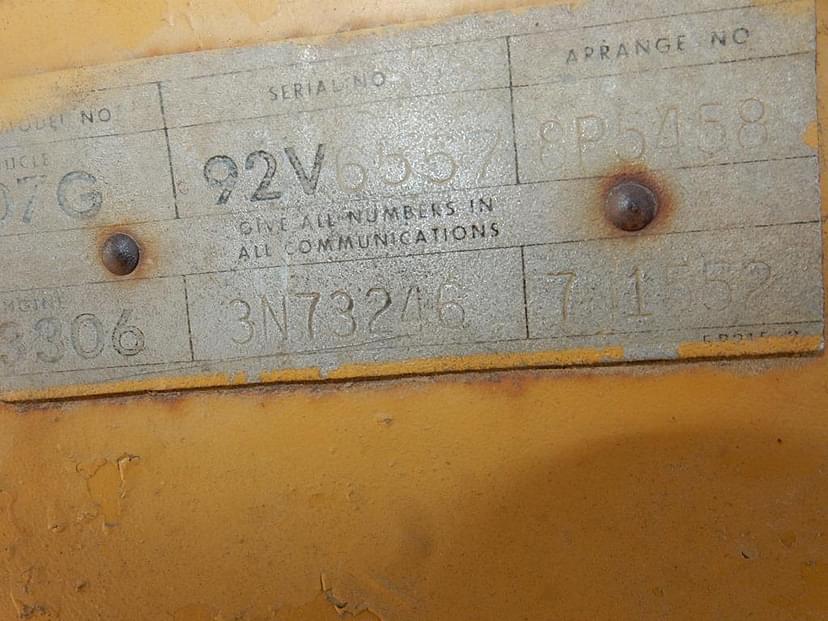 MODEL NO SERIAL NO ARRANGE NO
07G 92V6557 8P5458
GIVE ALL NUMBERS IN
ALL COMMUNICATIONS
3306 3N73246